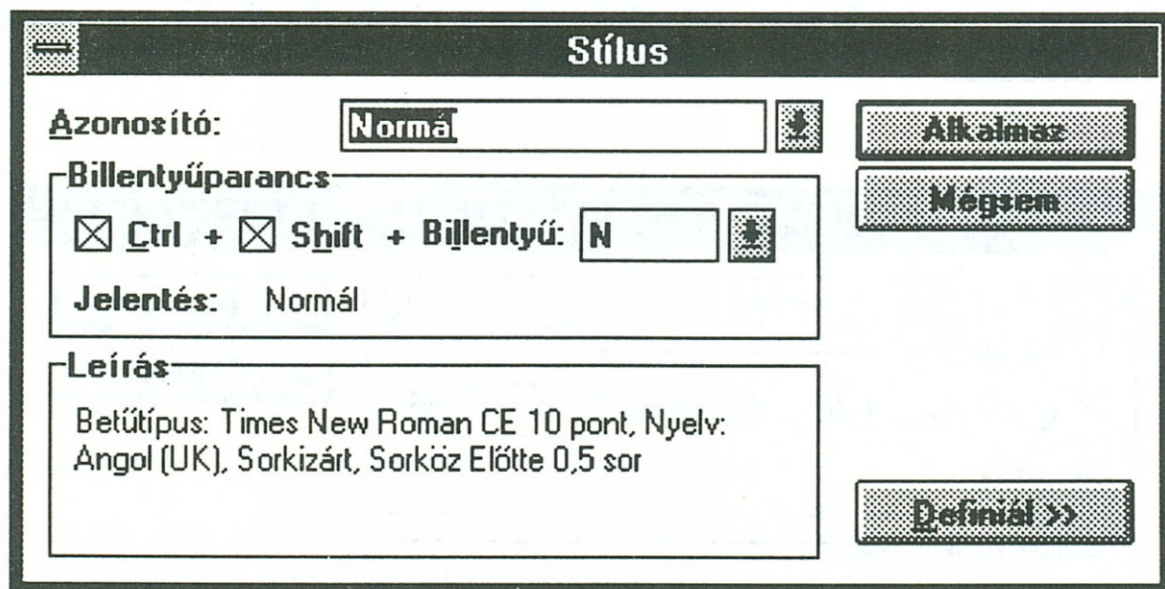 Stílus
Azonosító: Normál
Alkalmaz
Billentyűparancs
Mégsem
Ctrl + Shift + Billentyű: N
Jelentés: Normál
Leírás
Betűtípus: Times New Roman CE 10 pont, Nyelv:
Angol (UK), Sorkizárt, Sorköz Előtte 0,5 sor
Definiál >>